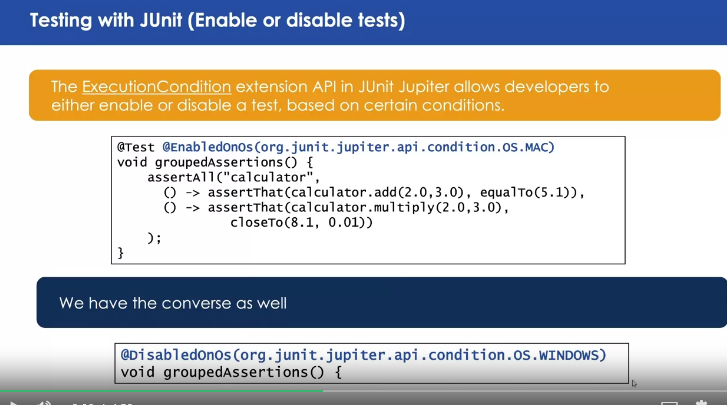 Testing with JUnit (Enable or disable tests)
The ExecutionCondition extension API in JUnit Jupiter allows developers to
either enable or disable a test, based on certain conditions.
@Test @EnabledOnOs(org.junit.jupiter.api.condition.OS.MAC)
void groupedAssertions() {
assertAll("calculator",
() -> assertThat(calculator.add(2.0,3.0), equalTo(5.1)),
() -> assertThat(calculator.multiply(2.0,3.0),
closeTo(8.1, 0.01))
);
}
We have the converse as well
@DisabledOnOs(org.junit.jupiter.api.condition.OS.WINDOWS)
void groupedAssertions() {